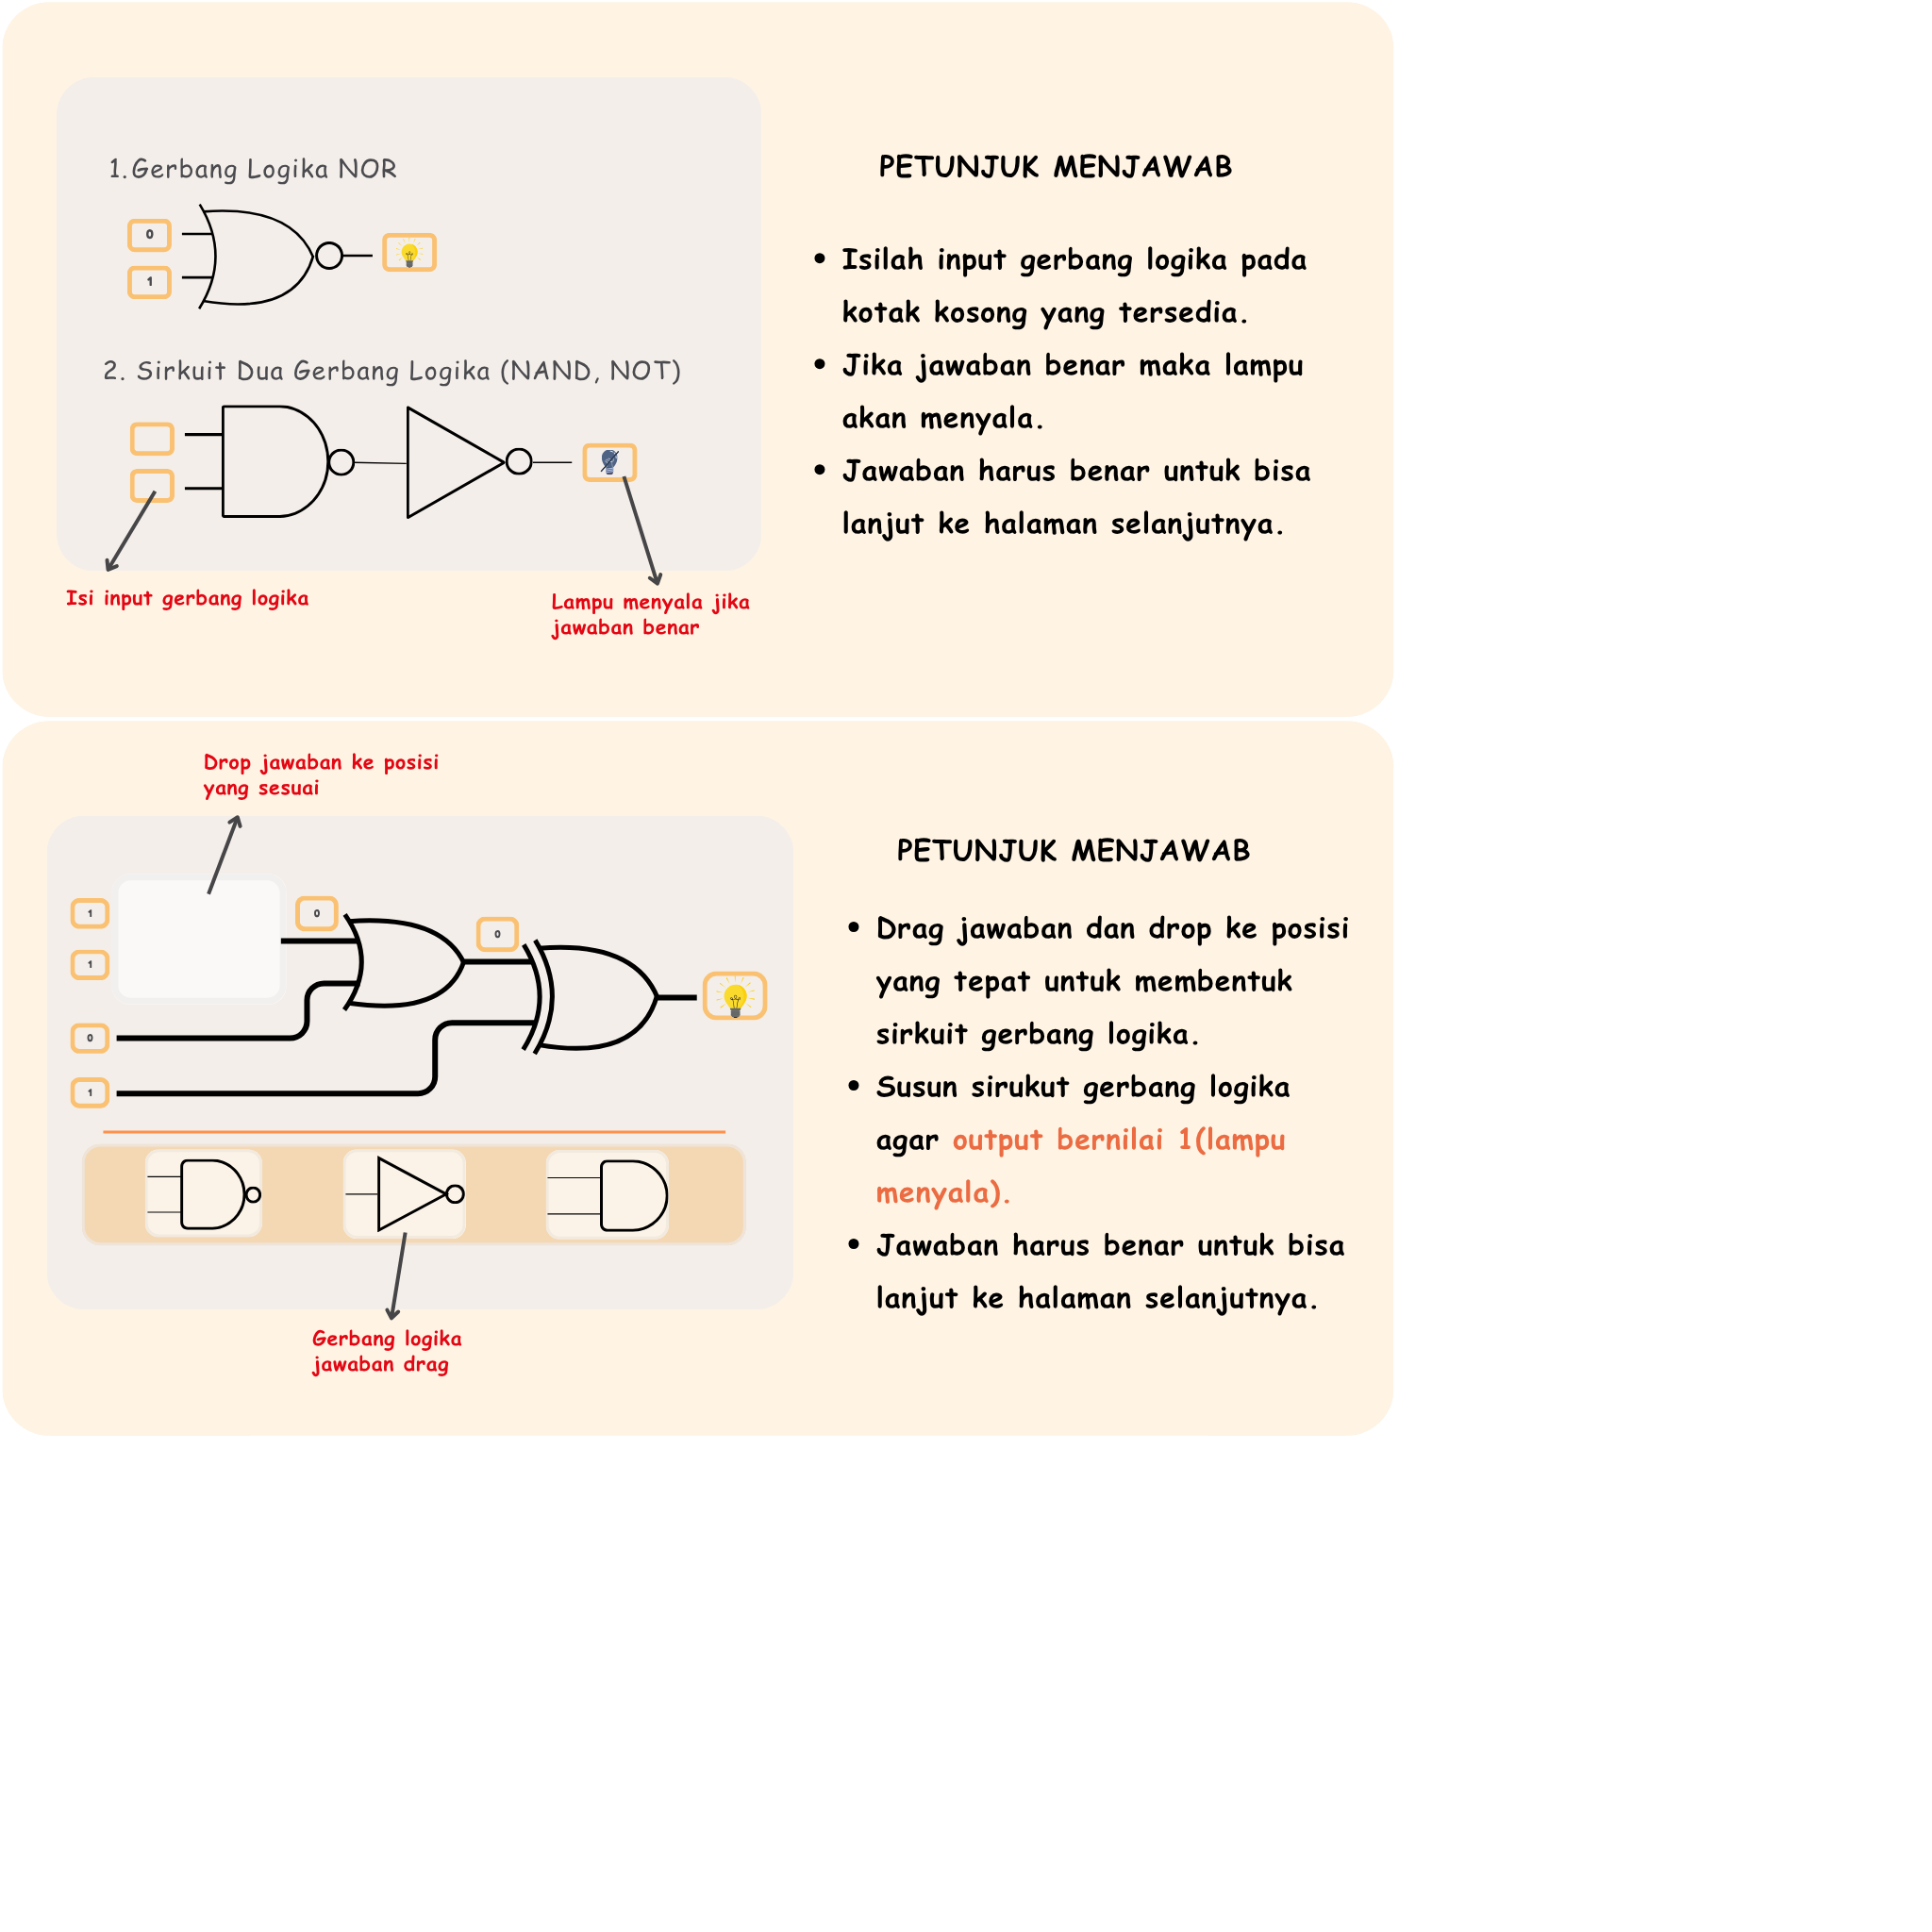 1.Gerbang Logika NOR
0
1
2. Sirkuit Dua Gerbang Logika (NAND, NOT)
Isi input gerbang logika
Lampu menyala jika
jawaban benar
PETUNJUK MENJAWAB
• Isilah input gerbang logika pada
kotak kosong yang tersedia.
• Jika jawaban benar maka lampu
akan menyala.
• Jawaban harus benar untuk bisa
lanjut ke halaman selanjutnya.
Drop jawaban ke posisi
yang sesuai
1
0
0
1
0
1
Gerbang logika
jawaban drag
PETUNJUK MENJAWAB
• Drag jawaban dan drop ke posisi
yang tepat untuk membentuk
sirkuit gerbang logika.
• Susun sirukut gerbang logika
agar output bernilai 1(lampu
menyala).
• Jawaban harus benar untuk bisa
lanjut ke halaman selanjutnya.